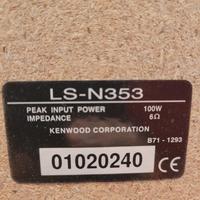 LS-N353
PEAK INPUT POWER 100W
IMPEDANCE 6Ω
KENWOOD CORPORATION
B71 - 1293
01020240 CE